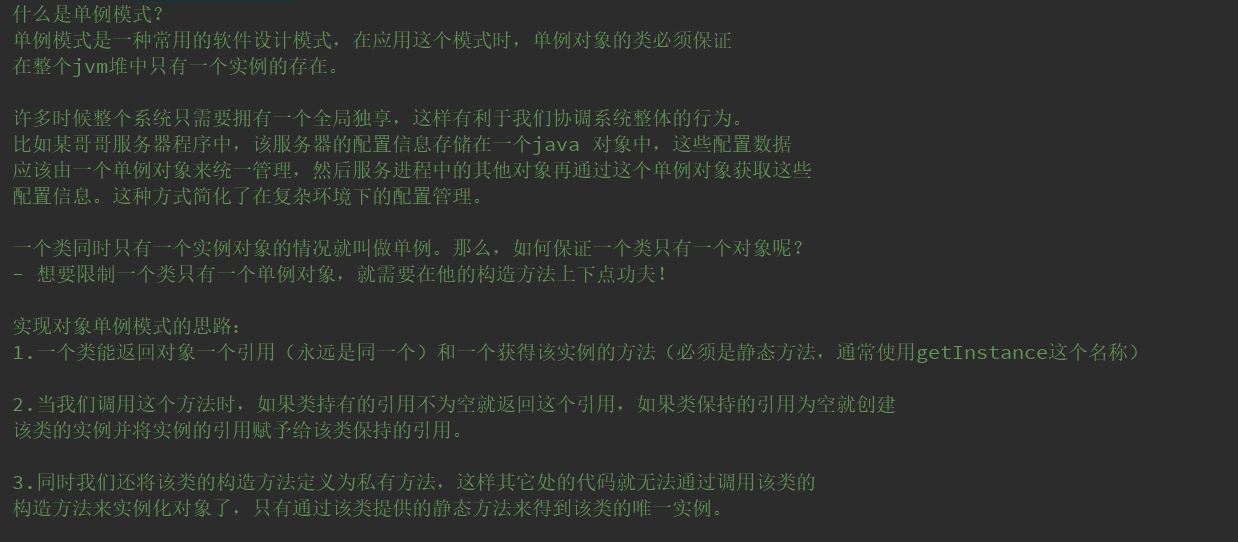 什么是单例模式?
单例模式是一种常用的软件设计模式，在应用这个模式时，单例对象的类必须保证
在整个jvm堆中只有一个实例的存在。
许多时候整个系统只需要拥有一个全局独享，这样有利于我们协调系统整体的行为。
比如某哥哥服务器程序中，该服务器的配置信息存储在一个java 对象中，这些配置数据
应该由一个单例对象来统一管理，然后服务进程中的其他对象再通过这个单例对象获取这些
配置信息。这种方式简化了在复杂环境下的配置管理。
一个类同时只有一个实例对象的情况就叫做单例。那么，如何保证一个类只有一个对象呢?
- 想要限制一个类只有一个单例对象，就需要在他的构造方法上下点功夫!
实现对象单例模式的思路:
1.一个类能返回对象一个引用（永远是同一个）和一个获得该实例的方法（必须是静态方法，通常使用getInstance这个名称）
2.当我们调用这个方法时，如果类持有的引用不为空就返回这个引用，如果类保持的引用为空就创建
该类的实例并将实例的引用赋予给该类保持的引用。
3.同时我们还将该类的构造方法定义为私有方法，这样其它处的代码就无法通过调用该类的
构造方法来实例化对象了，只有通过该类提供的静态方法来得到该类的唯一实例。